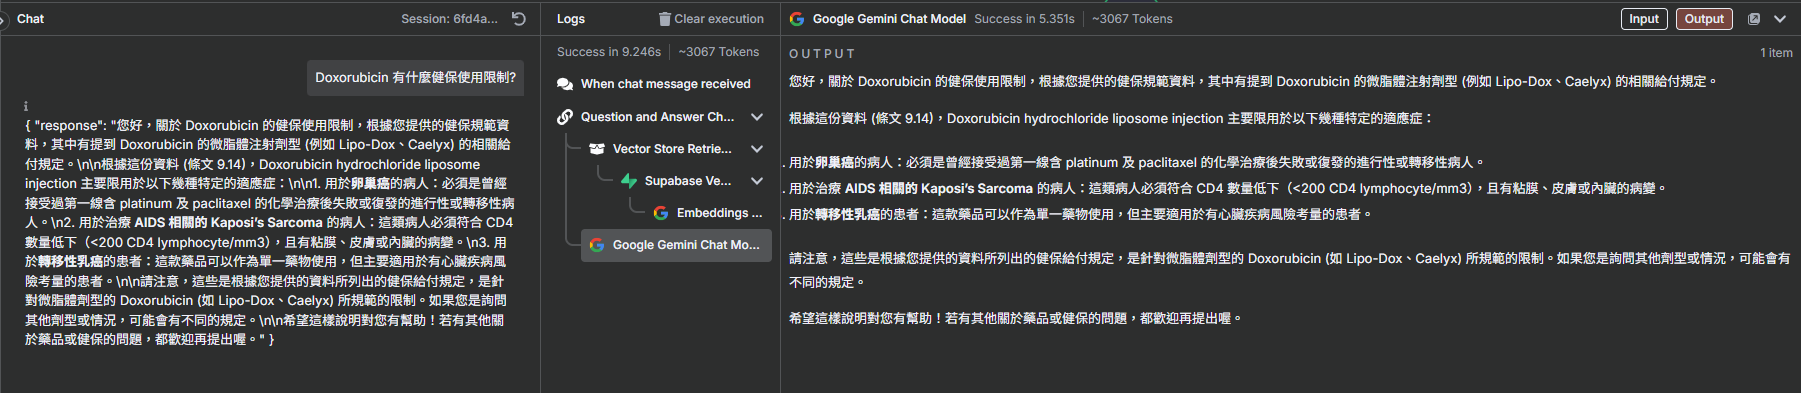 Chat
Session: 6fd4a...
Doxorubicin 有什麼健保使用限制?
{ "response": "您好，關於 Doxorubicin 的健保使用限制，根據您提供的健保規範資
料，其中有提到 Doxorubicin 的微脂體注射劑型 (例如 Lipo-Dox、Caelyx) 的相關給
付規定。\n\n根據這份資料 (條文 9.14)，Doxorubicin hydrochloride liposome
injection 主要限用於以下幾種特定的適應症：\n\n1. 用於卵巢癌的病人：必須是曾經
接受過第一線含 platinum 及 paclitaxel 的化學治療後失敗或復發的進行性或轉移性病
人。\n2. 用於治療 AIDS 相關的 Kaposi’s Sarcoma 的病人：這類病人必須符合 CD4
數量低下（<200 CD4 lymphocyte/mm3），且有粘膜、皮膚或內臟的病變。\n3. 用
於轉移性乳癌的患者：這款藥品可以作為單一藥物使用，但主要適用於有心臟疾病風
險考量的患者。\n\n請注意，這些是根據您提供的資料所列出的健保給付規定，是針
對微脂體劑型的 Doxorubicin (如 Lipo-Dox、Caelyx) 所規範的限制。如果您是詢問
其他劑型或情況，可能會有不同的規定。\n\n希望這樣說明對您有幫助！若有其他關
於藥品或健保的問題，都歡迎再提出喔。" }
Logs
Clear execution
Success in 9.246s
~3067 Tokens
When chat message received
Question and Answer Ch...
Vector Store Retrie...
Supabase Ve...
Embeddings ...
Google Gemini Chat Mo...
Google Gemini Chat Model
Success in 5.351s
~3067 Tokens
Input
Output
OUTPUT
1 item
您好，關於 Doxorubicin 的健保使用限制，根據您提供的健保規範資料，其中有提到 Doxorubicin 的微脂體注射劑型 (例如 Lipo-Dox、Caelyx) 的相關給付規定。
根據這份資料 (條文 9.14)，Doxorubicin hydrochloride liposome injection 主要限用於以下幾種特定的適應症：
. 用於卵巢癌的病人：必須是曾經接受過第一線含 platinum 及 paclitaxel 的化學治療後失敗或復發的進行性或轉移性病人。
. 用於治療 AIDS 相關的 Kaposi’s Sarcoma 的病人：這類病人必須符合 CD4 數量低下（<200 CD4 lymphocyte/mm3），且有粘膜、皮膚或內臟的病變。
. 用於轉移性乳癌的患者：這款藥品可以作為單一藥物使用，但主要適用於有心臟疾病風險考量的患者。
請注意，這些是根據您提供的資料所列出的健保給付規定，是針對微脂體劑型的 Doxorubicin (如 Lipo-Dox、Caelyx) 所規範的限制。如果您是詢問其他劑型或情況，可能會有
不同的規定。
希望這樣說明對您有幫助！若有其他關於藥品或健保的問題，都歡迎再提出喔。